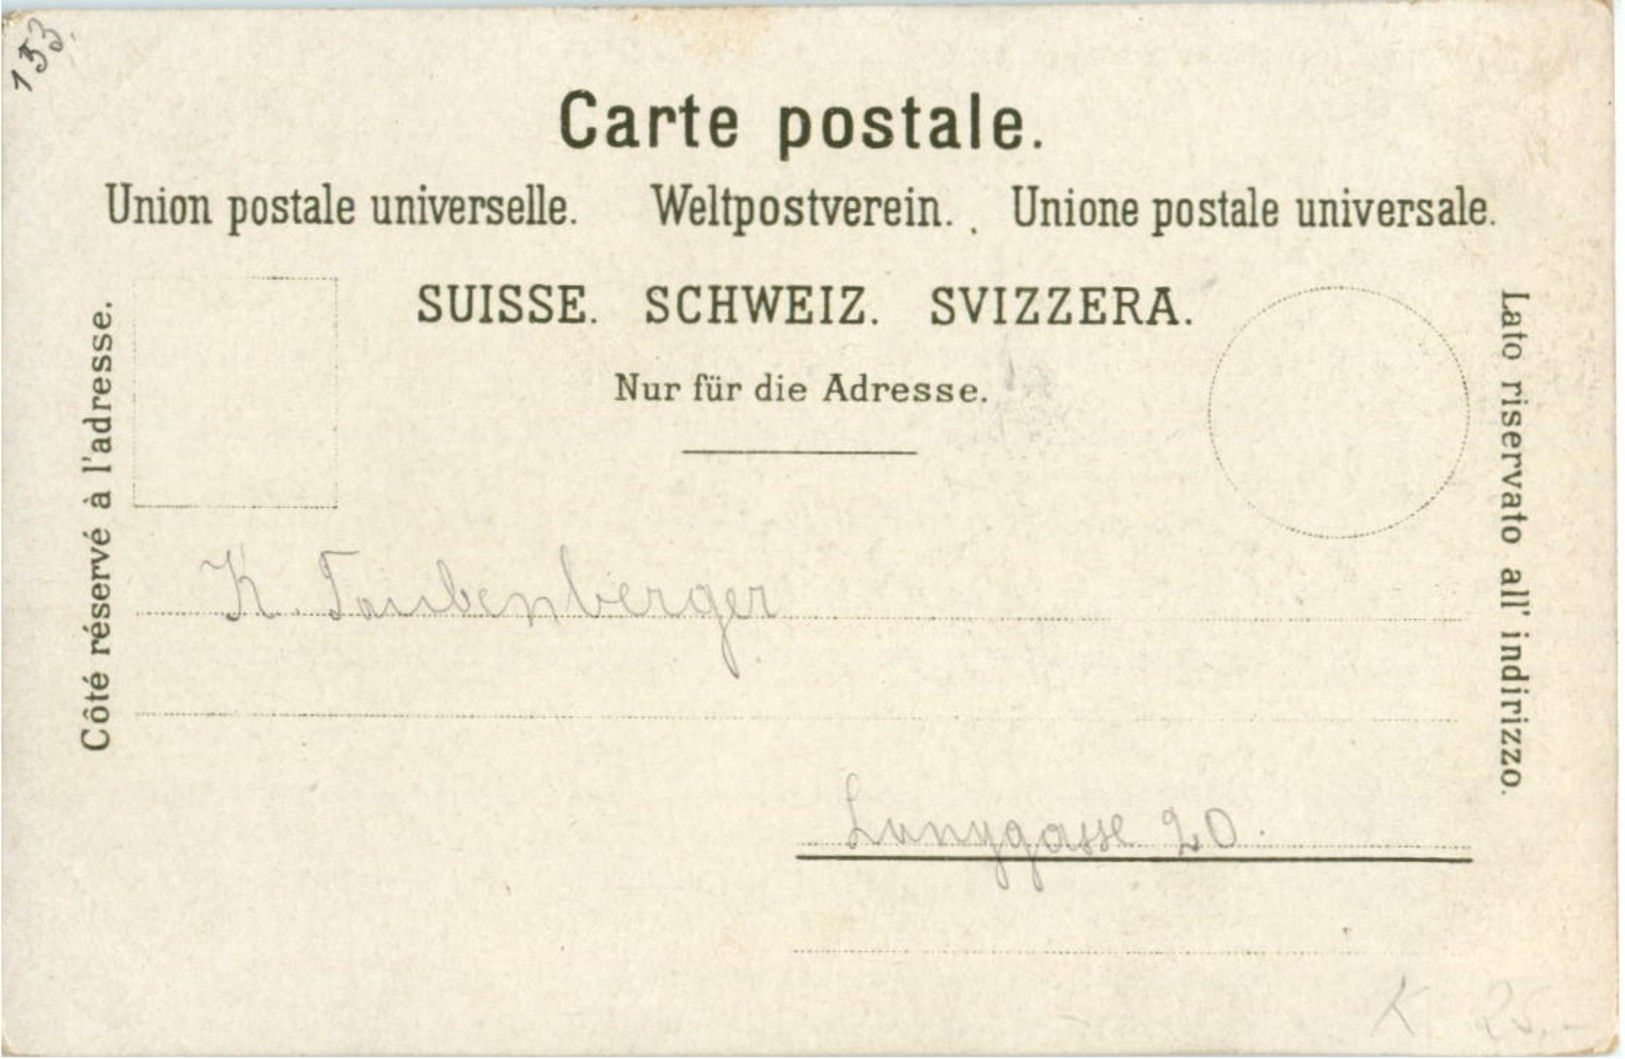 153.
Carte postale.
Union postale universelle. Weltpostverein. Unione postale universale.
SUISSE. SCHWEIZ. SVIZZERA.
Nur für die Adresse.
Côté réservé à l'adresse.
Lato riservato all' indirizzo.
K. Taubenberger
Langgasse 20.
K 25.-